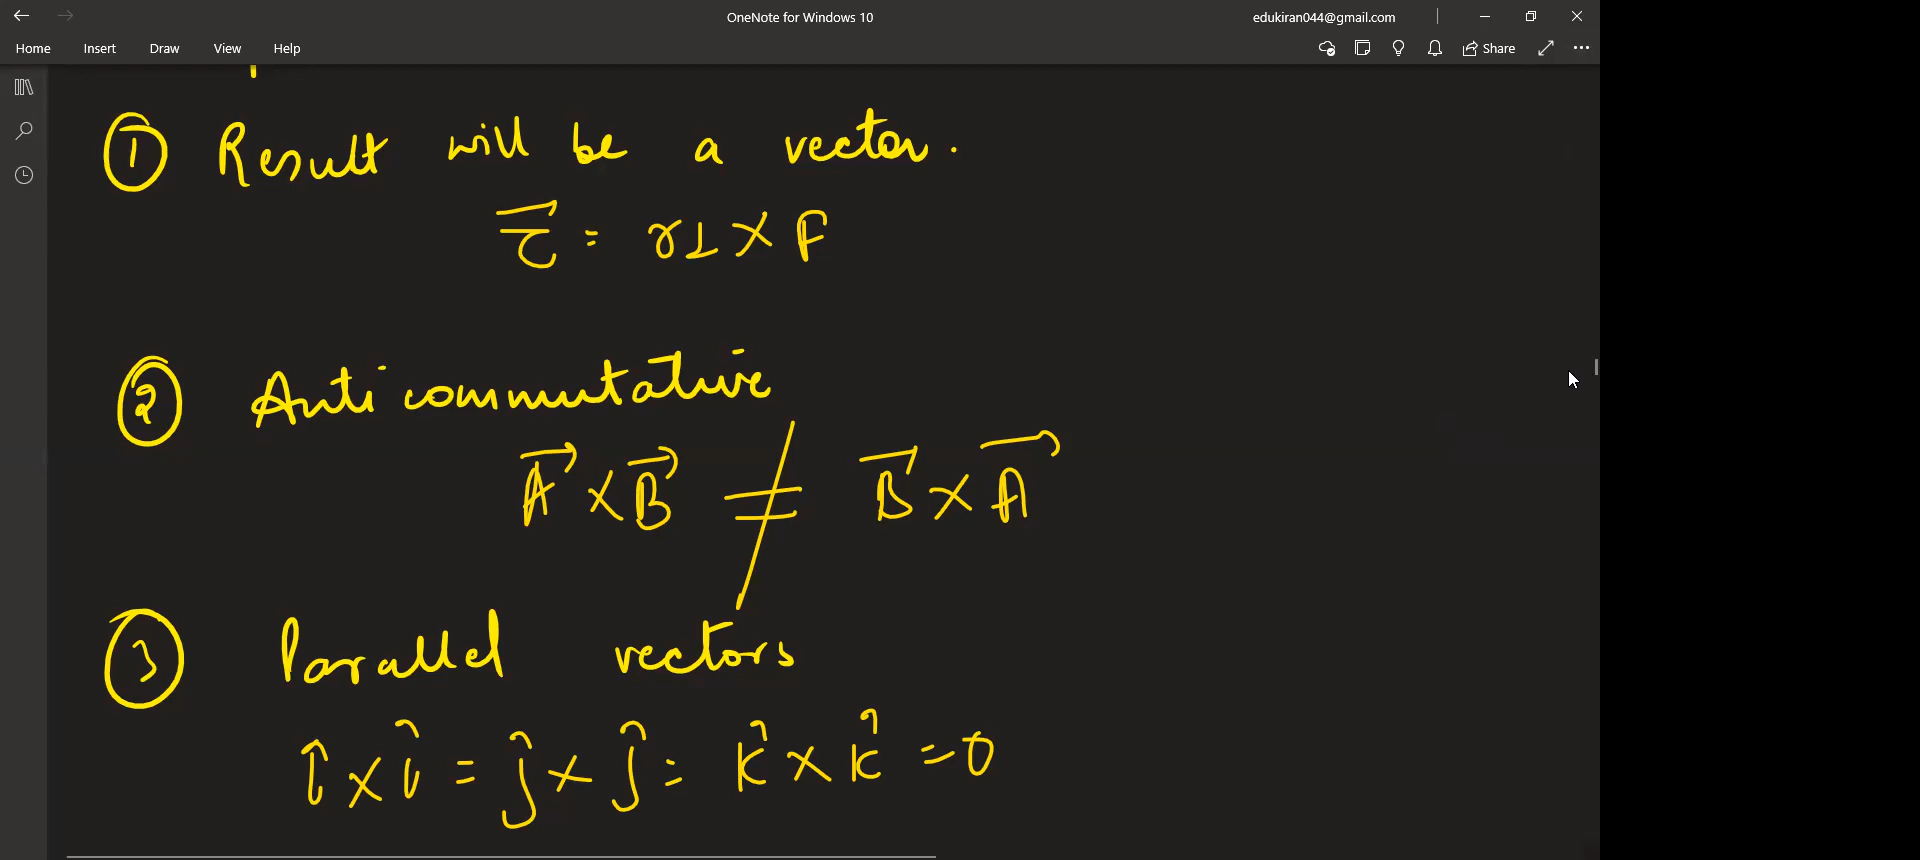 OneNote for Windows 10
edukiran044@gmail.com
Home Insert Draw View Help
Share
① Result will be a vector.
τ⃗ = r⊥ × F
② Anti commutative
A⃗ × B⃗ ≠ B⃗ × A⃗
③ Parallel vectors
î × î = ĵ × ĵ = k̂ × k̂ = 0